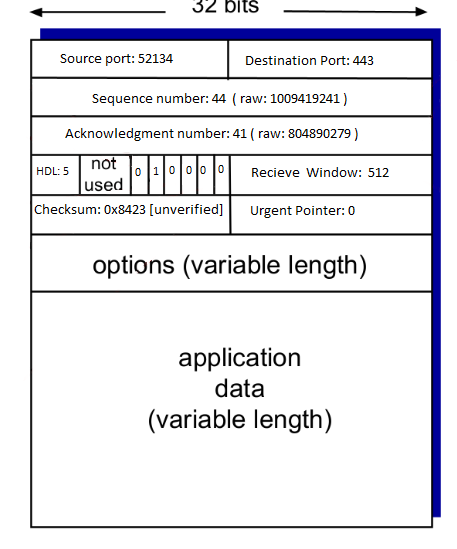 32 bits
Source port: 52134 Destination Port: 443
Sequence number: 44 ( raw: 1009419241 )
Acknowledgment number: 41 ( raw: 804890279 )
HDL: 5 not used 0 1 0 0 0 0 Recieve Window: 512
Checksum: 0x8423 [unverified] Urgent Pointer: 0
options (variable length)
application
data
(variable length)